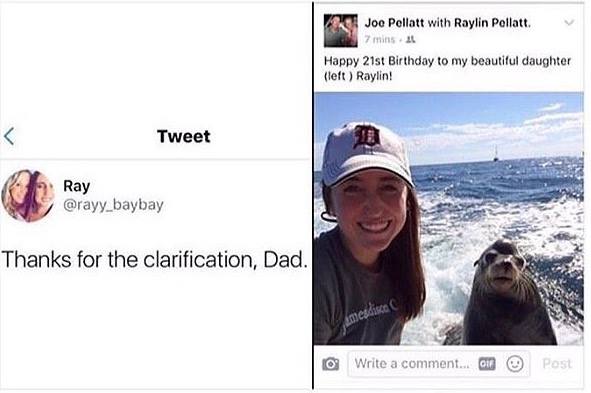 Tweet
Ray
@rayy_baybay
Thanks for the clarification, Dad.
Joe Pellatt with Raylin Pellatt.
7 mins
Happy 21st Birthday to my beautiful daughter
(left ) Raylin!
D
Write a comment... GIF Post